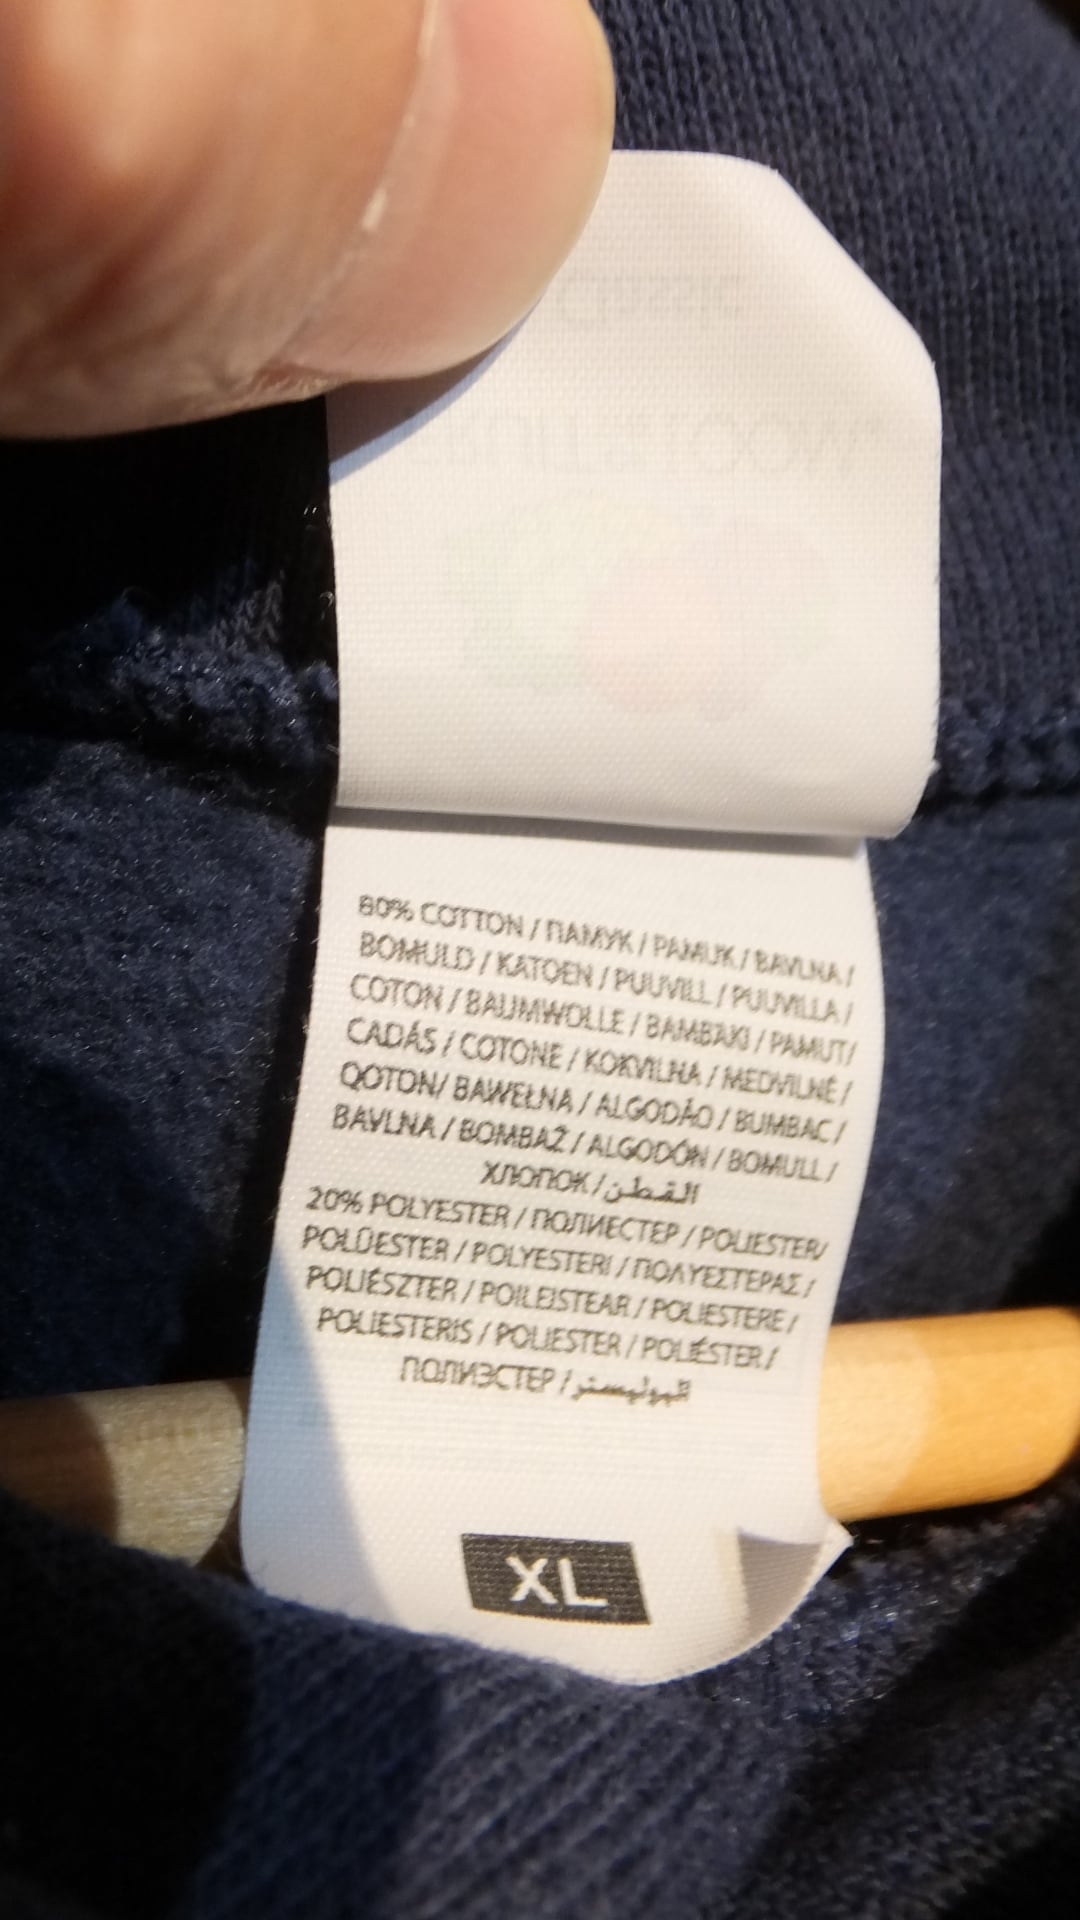 80% COTTON / ПАМУК / PAMUK / BAVLNA /
BOMULD / KATOEN / PUUVILL / PUUVILLA /
COTON / BAUMWOLLE / ΒΑΜΒΑΚΙ / PAMUT /
CADÁS / COTONE / KOKVILNA / MEDVILNĖ /
QOTON/ BAWEŁNA / ALGODÃO / BUMBAC /
BAVLNA / BOMBAŽ / ALGODÓN / BOMULL /
ХЛОПОК / القطن
20% POLYESTER / ПОЛИЕСТЕР / POLIESTER/
POLÜESTER / POLYESTERI / ΠΟΛΥΕΣΤΕΡΑΣ /
POLIÉSZTER / POILEISTEAR / POLIESTERE /
POLIESTERIS / POLIESTER / POLIÉSTER /
ПОЛИЭСТЕР / البوليستر
XL